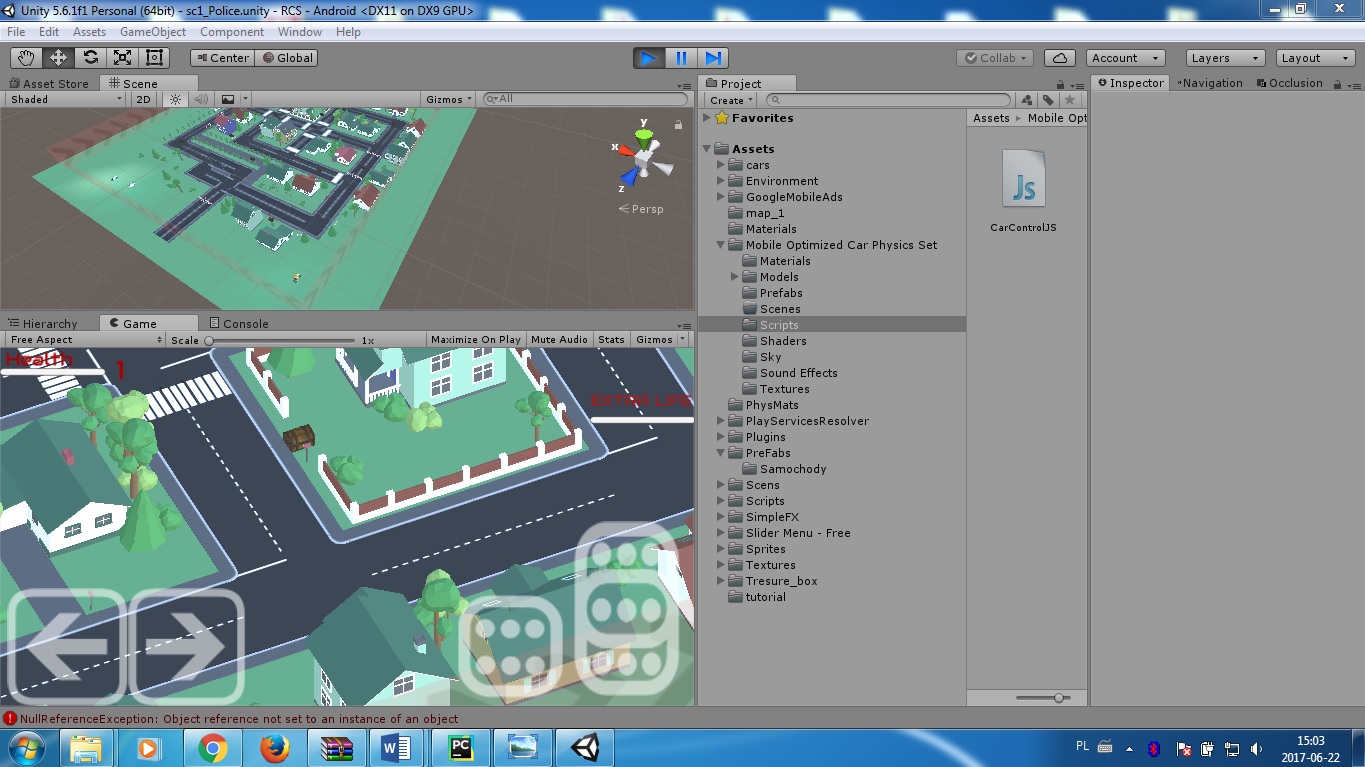 Unity 5.6.1f1 Personal (64bit) - sc1_Police.unity - RCS - Android <DX11 on DX9 GPU>
File Edit Assets GameObject Component Window Help
Center Global Collab Account Layers Layout
Asset Store Scene
Shaded 2D Gizmos All
y
x
z
Persp
Hierarchy Game Console
Free Aspect Scale 1x Maximize On Play Mute Audio Stats Gizmos
Health 1
EXTRA LIFE
Project
Create
Favorites
Assets
cars
Environment
GoogleMobileAds
map_1
Materials
Mobile Optimized Car Physics Set
Materials
Models
Prefabs
Scenes
Scripts
Shaders
Sky
Sound Effects
Textures
PhysMats
PlayServicesResolver
Plugins
PreFabs
Samochody
Scens
Scripts
SimpleFX
Slider Menu - Free
Sprites
Textures
Tresure_box
tutorial
Assets Mobile Opt
Js
CarControlJS
Inspector Navigation Occlusion
NullReferenceException: Object reference not set to an instance of an object
W PC PL 15:03
2017-06-22